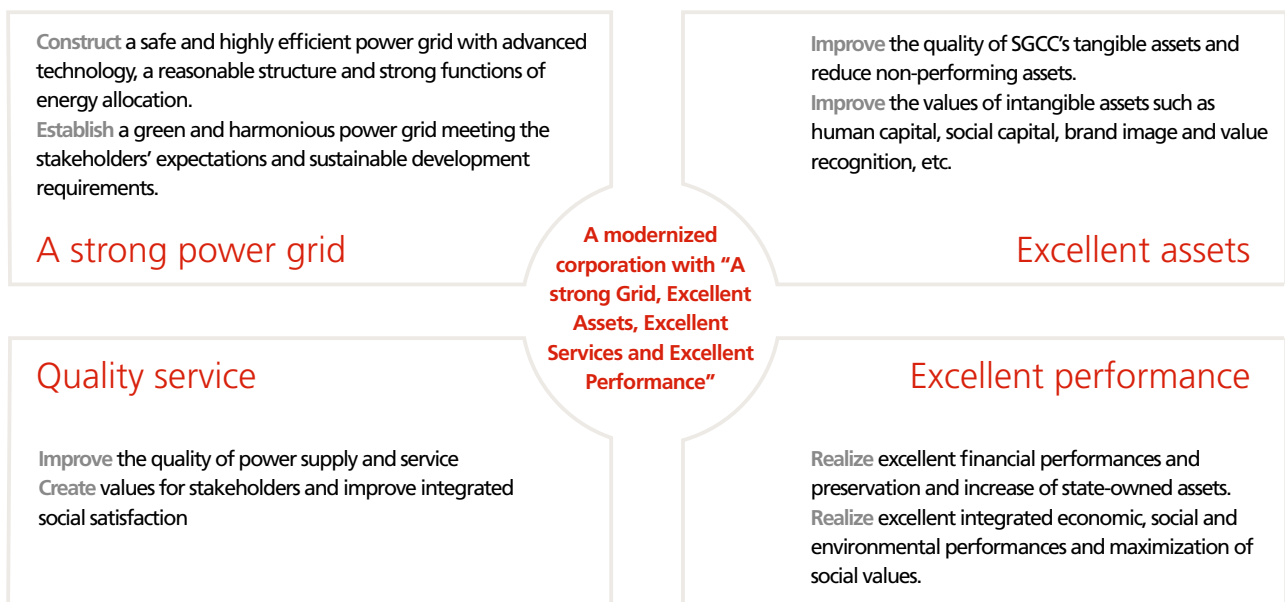 Construct a safe and highly efficient power grid with advanced
technology, a reasonable structure and strong functions of
energy allocation.
Establish a green and harmonious power grid meeting the
stakeholders’ expectations and sustainable development
requirements.
A strong power grid
Improve the quality of SGCC’s tangible assets and
reduce non-performing assets.
Improve the values of intangible assets such as
human capital, social capital, brand image and value
recognition, etc.
Excellent assets
A modernized
corporation with “A
strong Grid, Excellent
Assets, Excellent
Services and Excellent
Performance”
Quality service
Improve the quality of power supply and service
Create values for stakeholders and improve integrated
social satisfaction
Excellent performance
Realize excellent financial performances and
preservation and increase of state-owned assets.
Realize excellent integrated economic, social and
environmental performances and maximization of
social values.